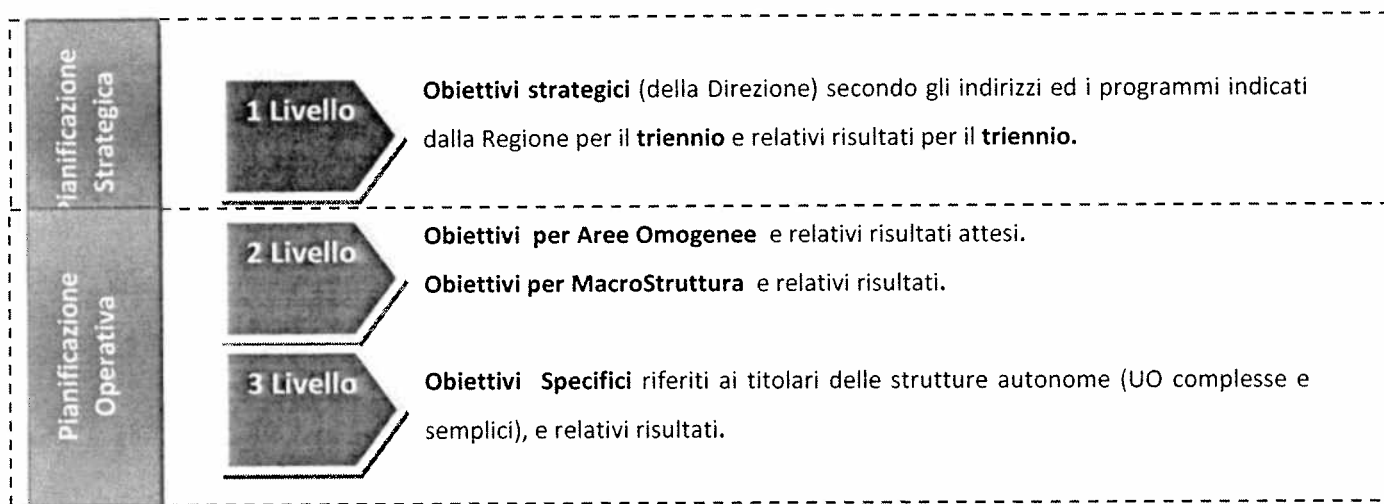 Pianificazione
Strategica
1 Livello
Obiettivi strategici (della Direzione) secondo gli indirizzi ed i programmi indicati
dalla Regione per il triennio e relativi risultati per il triennio.
Pianificazione
Operativa
2 Livello
Obiettivi per Aree Omogenee e relativi risultati attesi.
Obiettivi per MacroStruttura e relativi risultati.
3 Livello
Obiettivi Specifici riferiti ai titolari delle strutture autonome (UO complesse e
semplici), e relativi risultati.